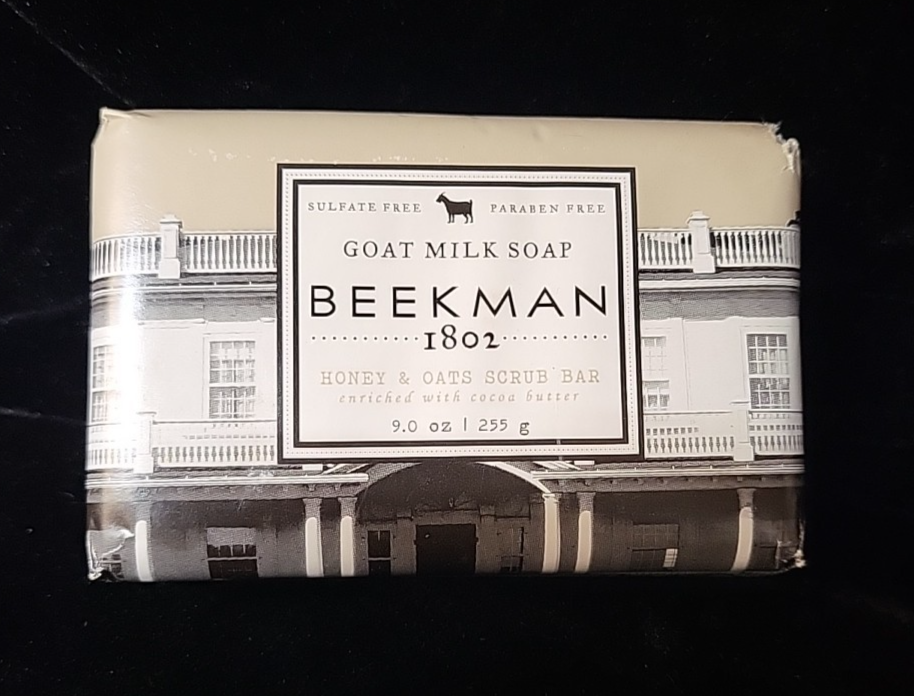 SULFATE FREE PARABEN FREE
GOAT MILK SOAP
BEEKMAN
1802
HONEY & OATS SCRUB BAR
enriched with cocoa butter
9.0 oz | 255 g